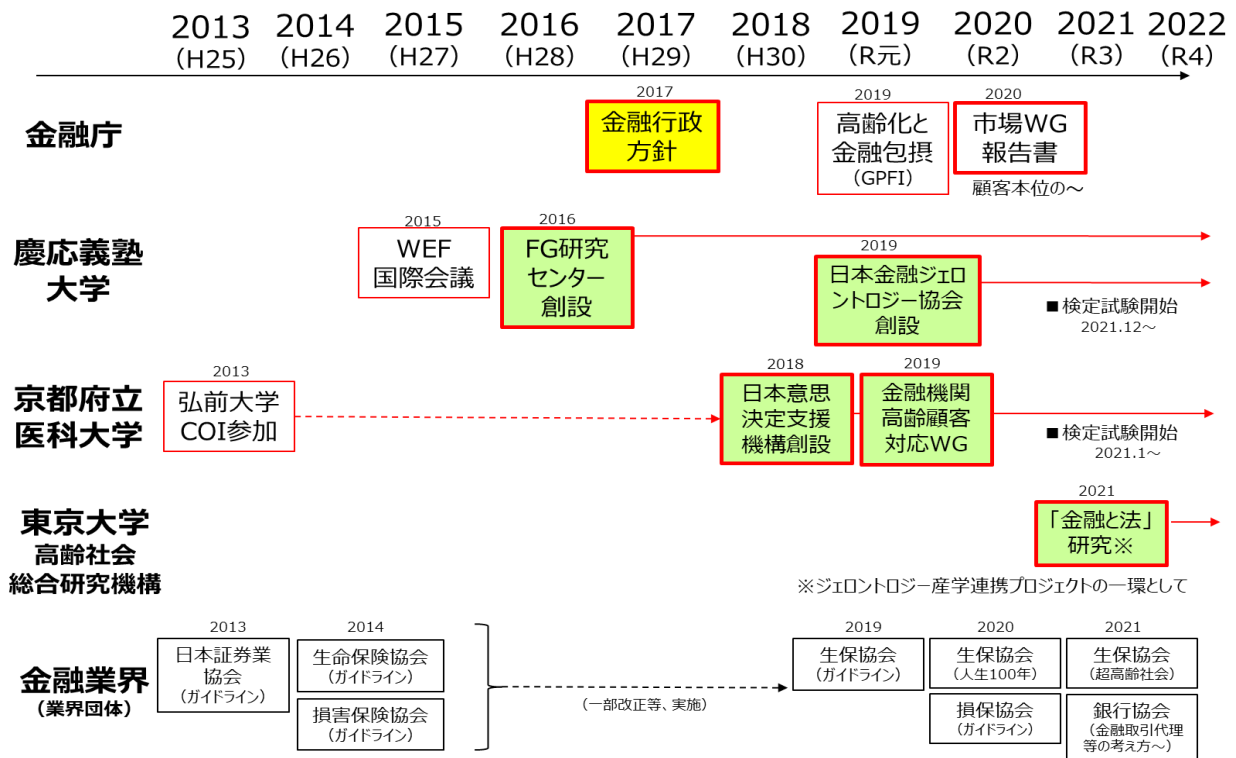 2013 2014 2015 2016 2017 2018 2019 2020 2021 2022
(H25) (H26) (H27) (H28) (H29) (H30) (R元) (R2) (R3) (R4)
金融庁
2017
金融行政
方針
2019
高齢化と
金融包摂
(GPFI)
2020
市場WG
報告書
顧客本位の～
慶応義塾
大学
2015
WEF
国際会議
2016
FG研究
センター
創設
2019
日本金融ジェロ
ントロジー協会
創設
■検定試験開始
2021.12～
京都府立
医科大学
2013
弘前大学
COI参加
2018
日本意思
決定支援
機構創設
2019
金融機関
高齢顧客
対応WG
■検定試験開始
2021.1～
東京大学
高齢社会
総合研究機構
2021
「金融と法」
研究※
※ジェロントロジー産学連携プロジェクトの一環として
金融業界
(業界団体)
2013
日本証券業
協会
(ガイドライン)
2014
生命保険協会
(ガイドライン)
損害保険協会
(ガイドライン)
(一部改正等、実施)
2019
生保協会
(ガイドライン)
2020
生保協会
(人生100年)
損保協会
(ガイドライン)
2021
生保協会
(超高齢社会)
銀行協会
(金融取引代理
等の考え方～)